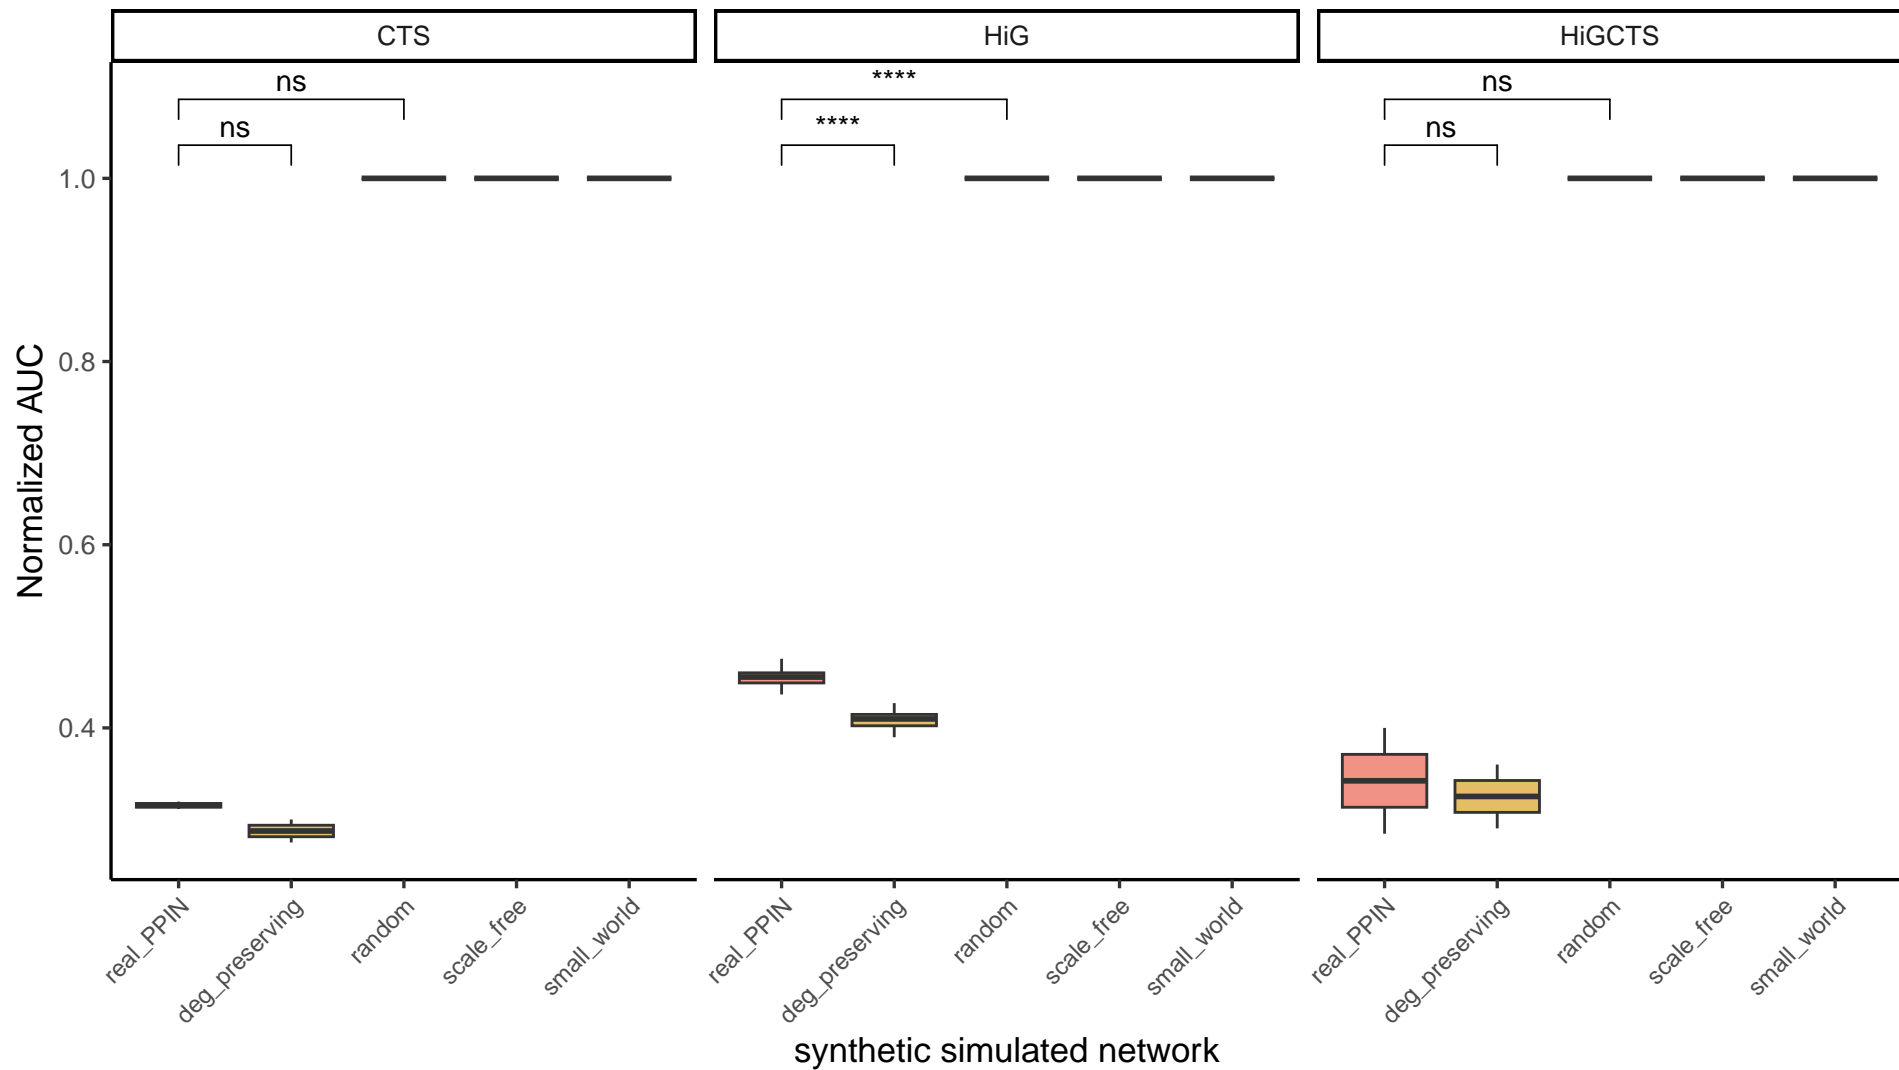 CTS
HiG
HiGCTS
ns
ns
****
****
ns
ns
Normalized AUC
1.0
0.8
0.6
0.4
real_PPIN
deg_preserving
random
scale_free
small_world
real_PPIN
deg_preserving
random
scale_free
small_world
real_PPIN
deg_preserving
random
scale_free
small_world
synthetic simulated network